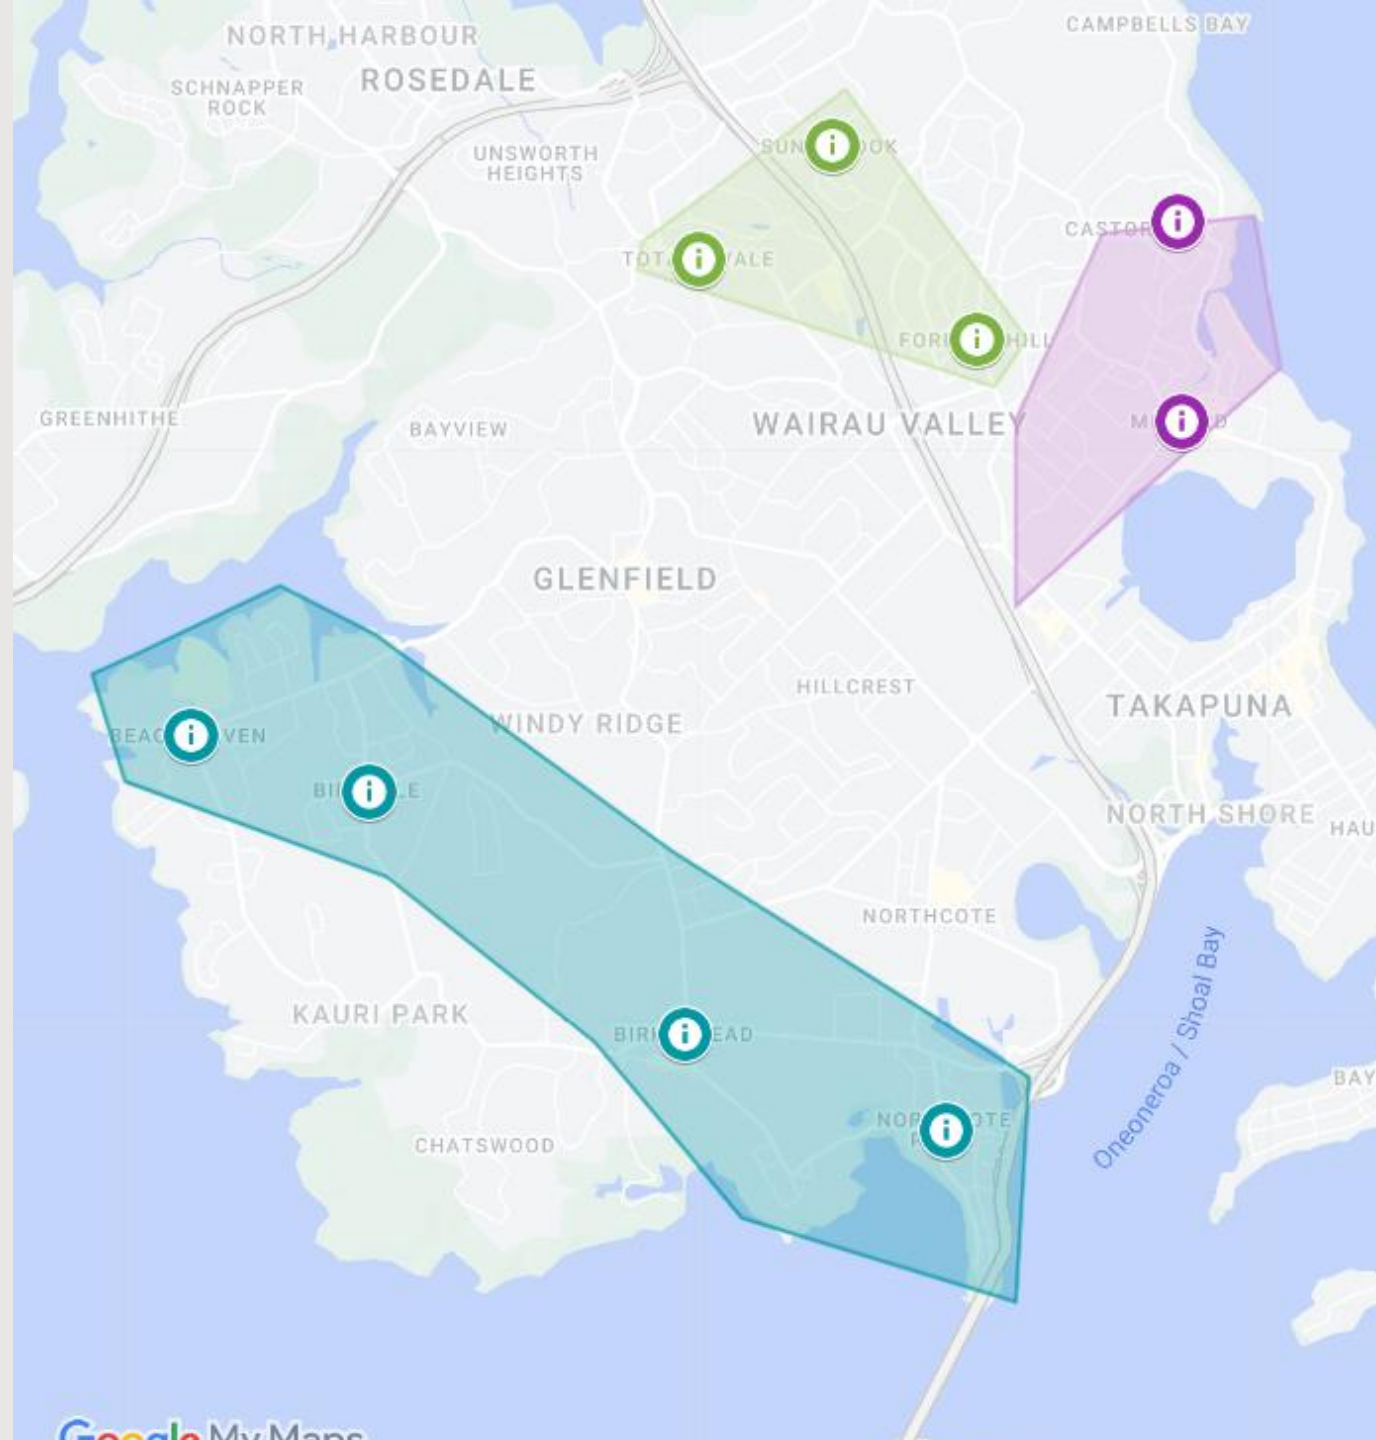 CAMPBELLS BAY
NORTH HARBOUR
ROSEDALE
SCHNAPPER
ROCK
UNSWORTH
HEIGHTS
GREENHITHE
BAYVIEW
WAIRAU VALLEY
GLENFIELD
HILLCREST
WINDY RIDGE
TAKAPUNA
NORTH SHORE
HAU
NORTHCOTE
KAURI PARK
CHATSWOOD
BAY
Oneoneroa / Shoal Bay
Google My Maps